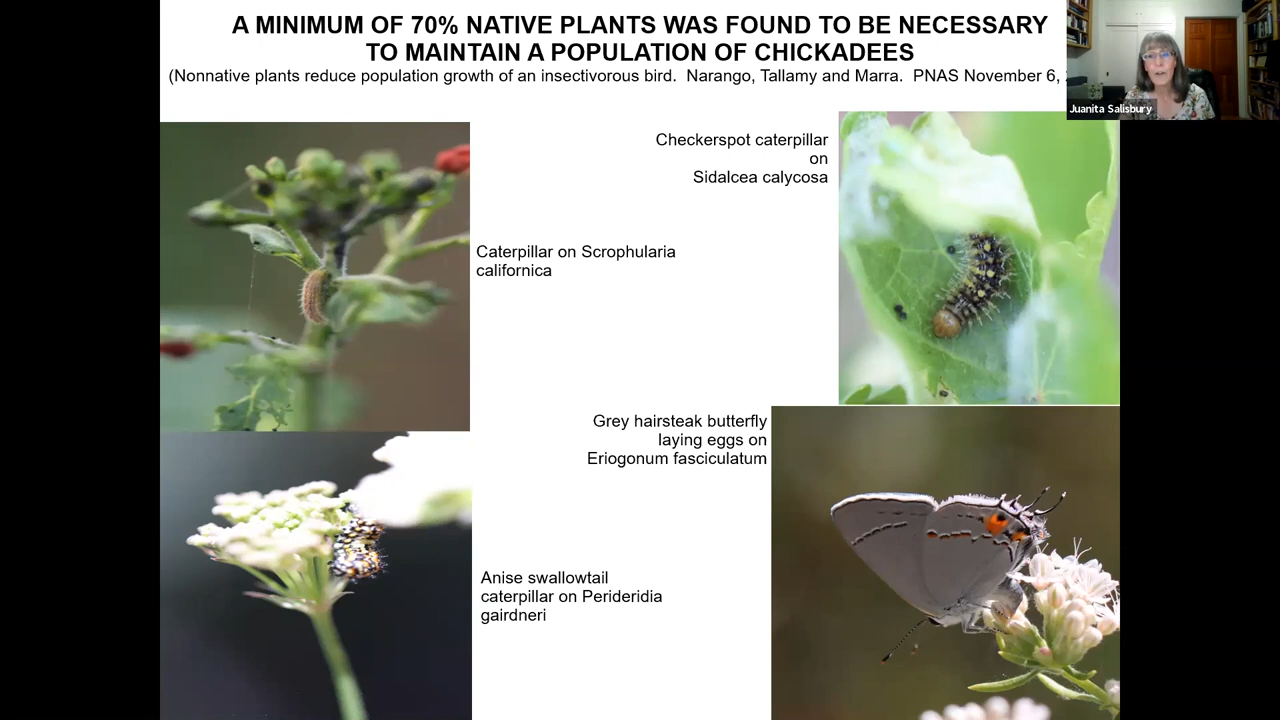 A MINIMUM OF 70% NATIVE PLANTS WAS FOUND TO BE NECESSARY
TO MAINTAIN A POPULATION OF CHICKADEES
(Nonnative plants reduce population growth of an insectivorous bird. Narango, Tallamy and Marra. PNAS November 6,
Juanita Salisbury
Checkerspot caterpillar
on
Sidalcea calycosa
Caterpillar on Scrophularia
californica
Grey hairsteak butterfly
laying eggs on
Eriogonum fasciculatum
Anise swallowtail
caterpillar on Perideridia
gairdneri